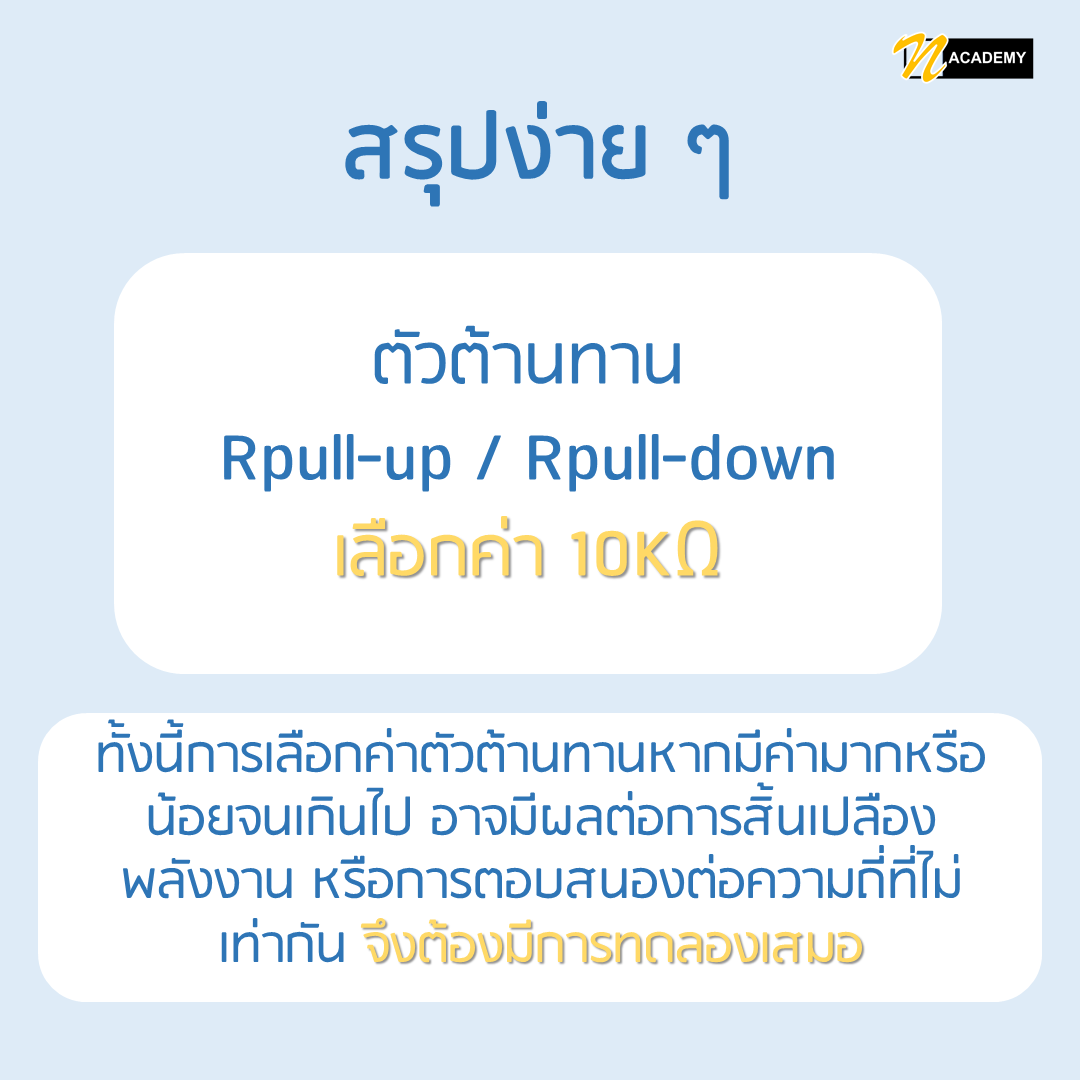 n ACADEMY
สรุปง่าย ๆ
ตัวต้านทาน
Rpull-up / Rpull-down
เลือกค่า 10KΩ
ทั้งนี้การเลือกค่าตัวต้านทานหากมีค่ามากหรือ
น้อยจนเกินไป อาจมีผลต่อการสิ้นเปลือง
พลังงาน หรือการตอบสนองต่อความถี่ที่ไม่
เท่ากัน จึงต้องมีการทดลองเสมอ